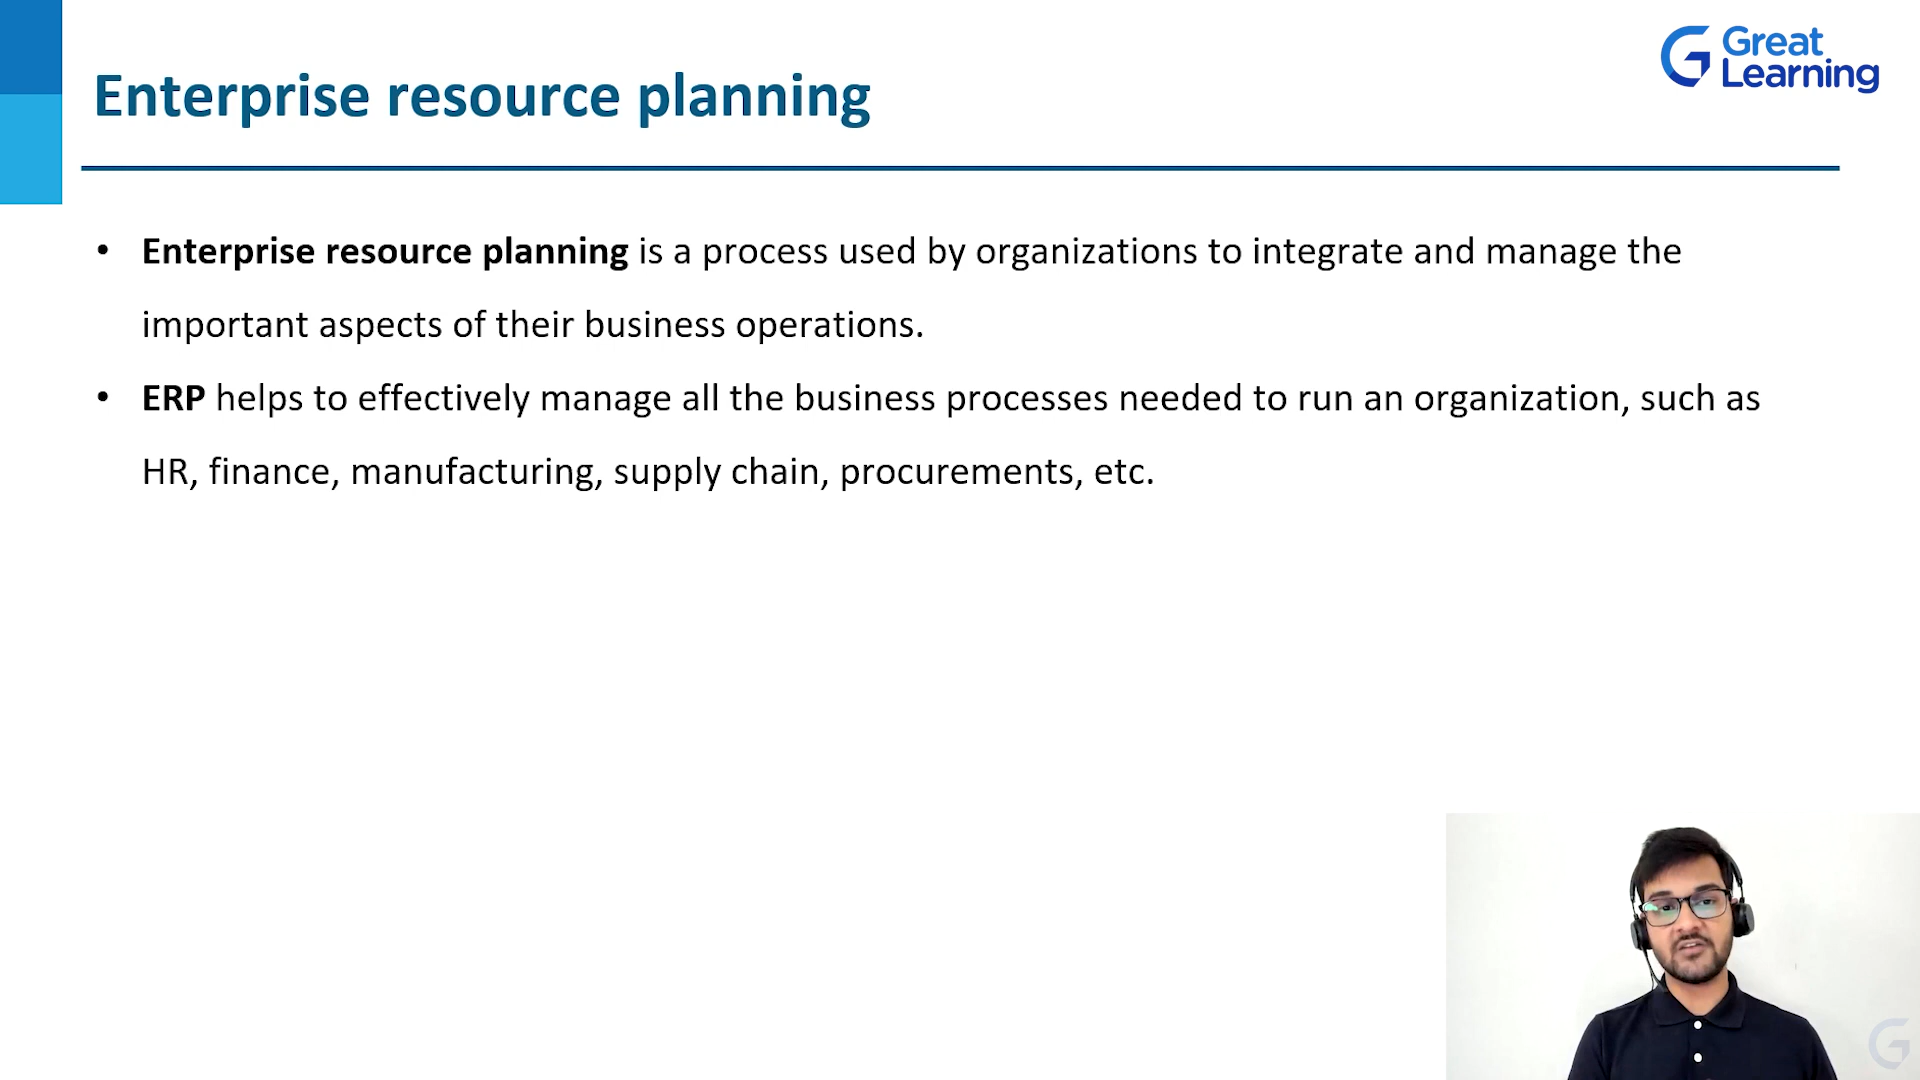 Great
Learning
Enterprise resource planning
• Enterprise resource planning is a process used by organizations to integrate and manage the
important aspects of their business operations.
• ERP helps to effectively manage all the business processes needed to run an organization, such as
HR, finance, manufacturing, supply chain, procurements, etc.